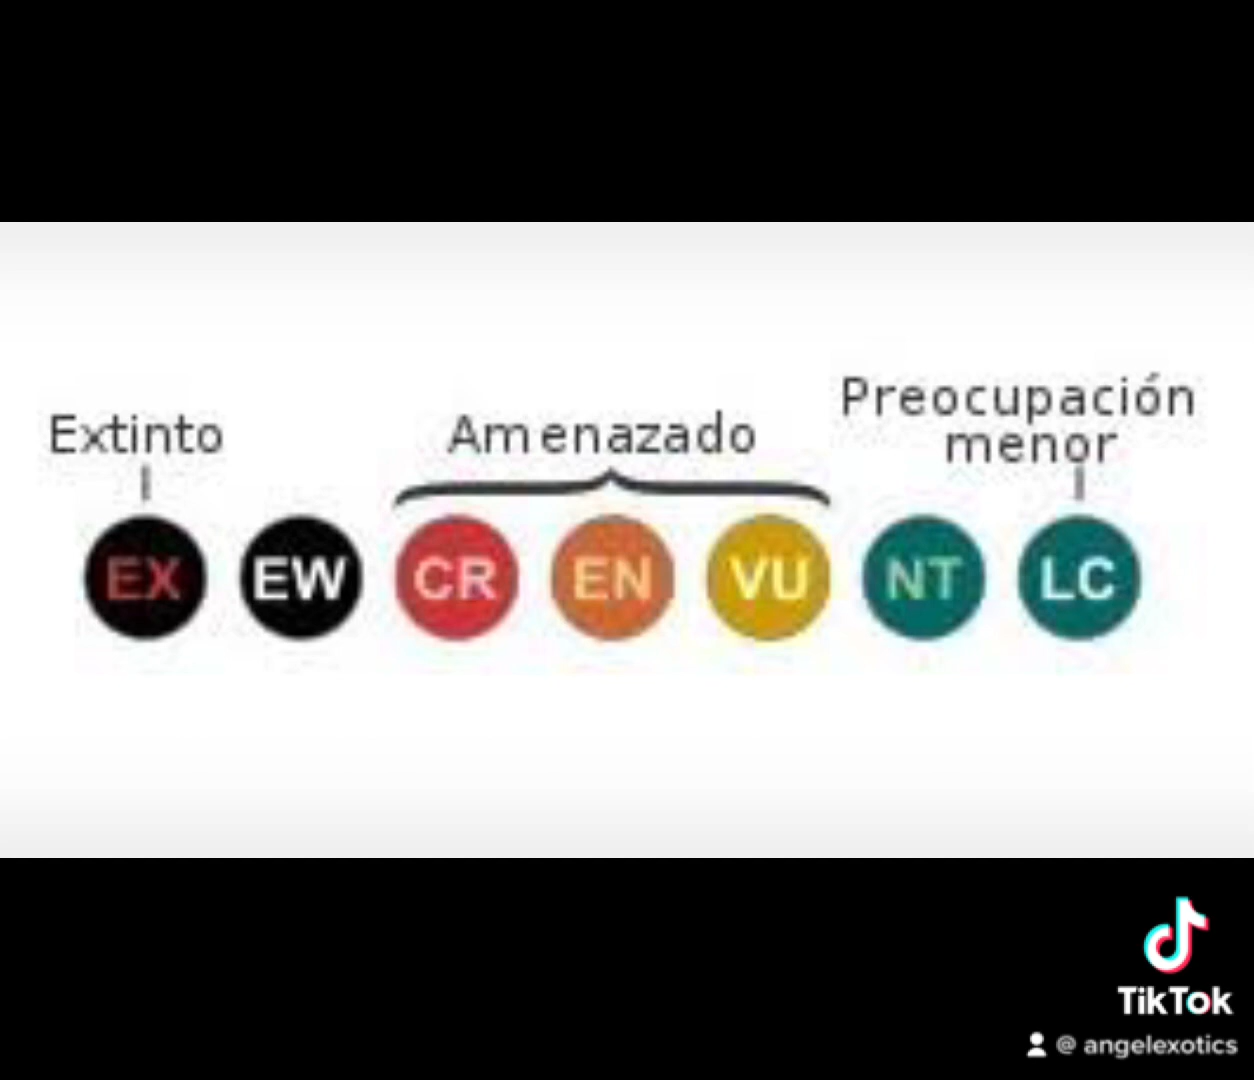 Extinto
Amenazado
Preocupación
menor
EX EW CR EN VU NT LC
TikTok
@ angelexotics